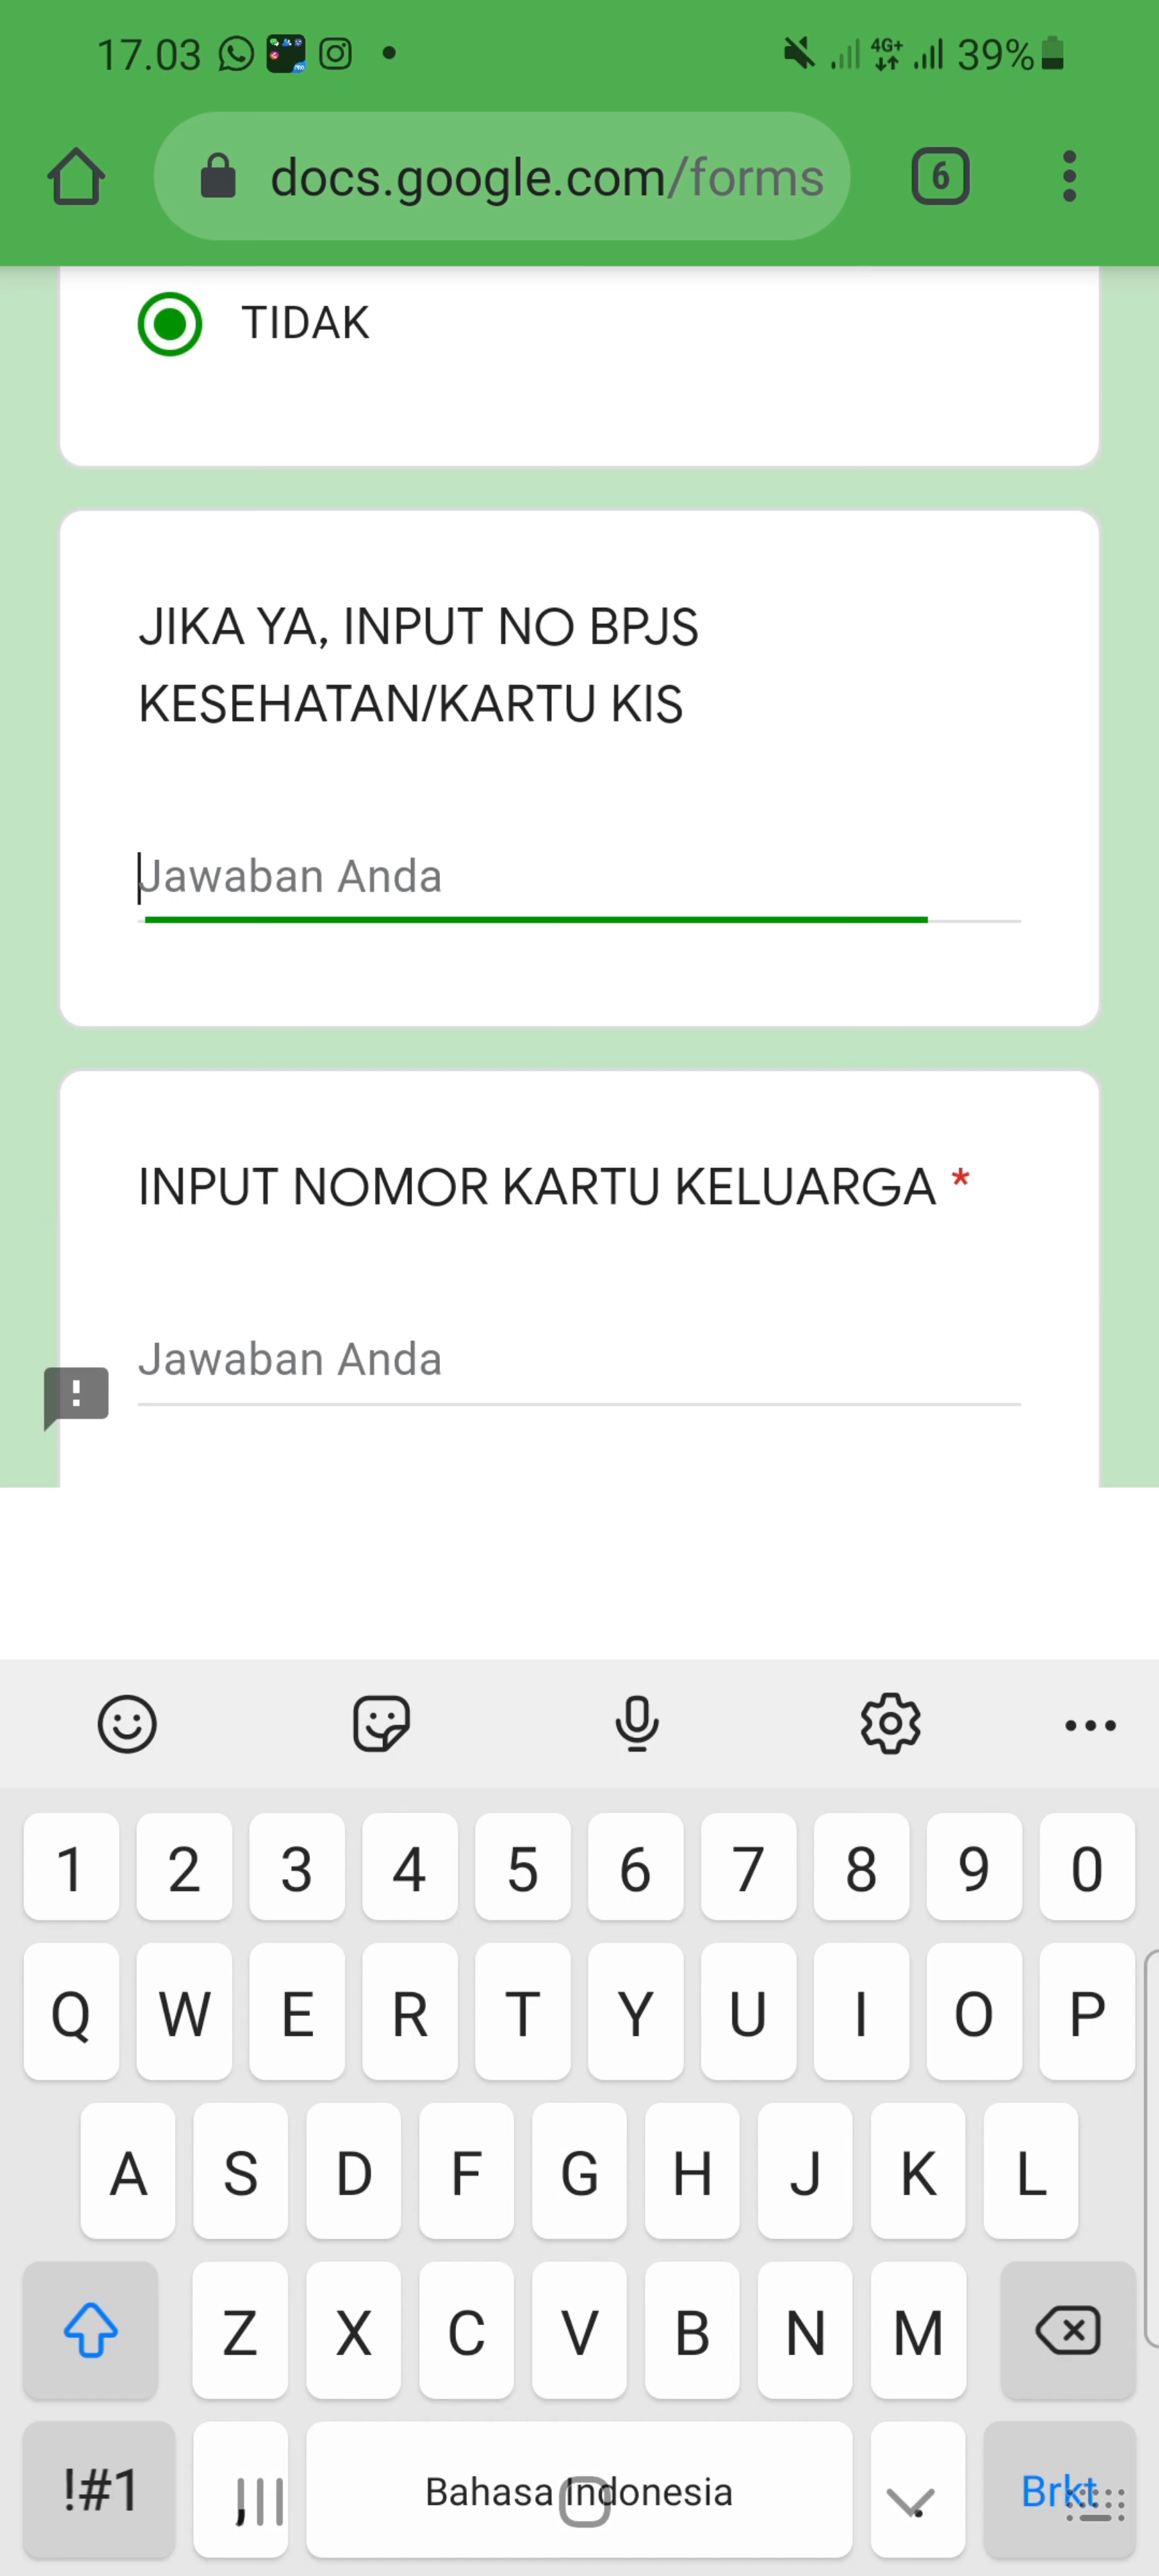 17.03 4G+ 39%
docs.google.com/forms 6
TIDAK
JIKA YA, INPUT NO BPJS
KESEHATAN/KARTU KIS
Jawaban Anda
INPUT NOMOR KARTU KELUARGA *
Jawaban Anda
1 2 3 4 5 6 7 8 9 0
Q W E R T Y U I O P
A S D F G H J K L
Z X C V B N M
!#1 , Bahasa Indonesia . Brkt